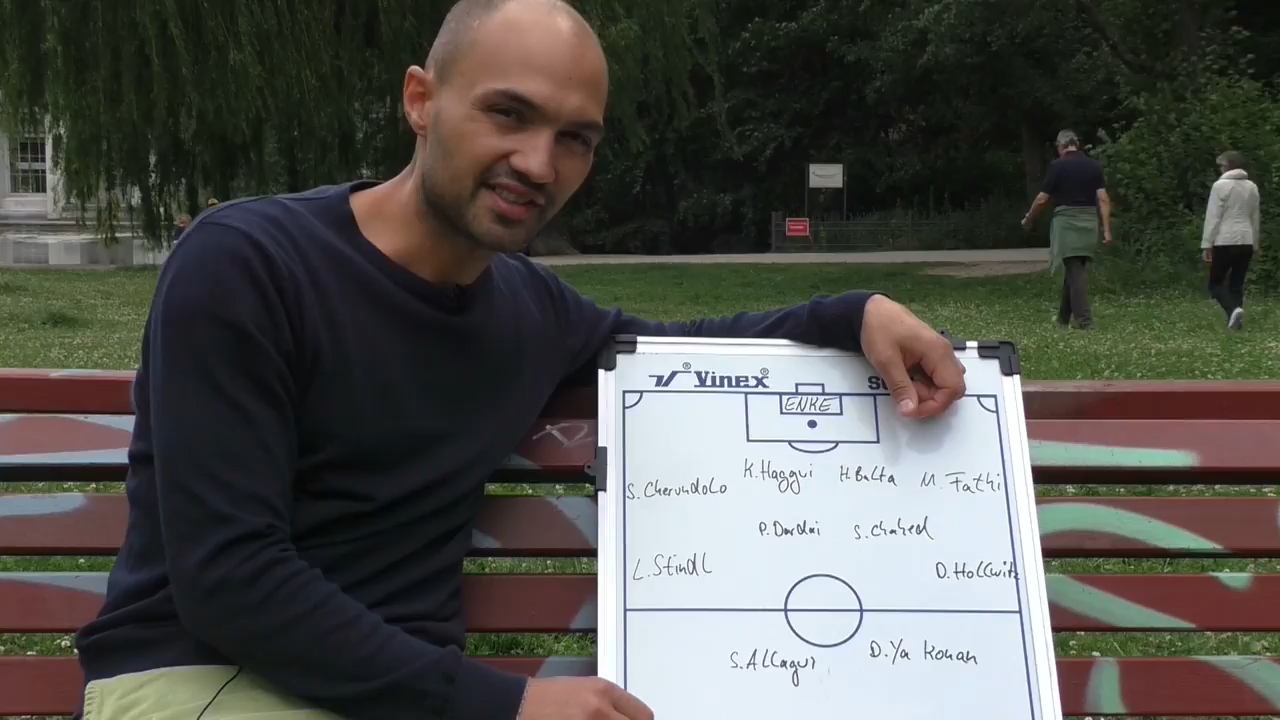 Vinex
ENKE
S. Cherundolo K. Haggui H. Balta M. Fathi
P. Dardai S. Chahed
L. Stindl D. Hollwitz
S. Allagui D. Ya Konan